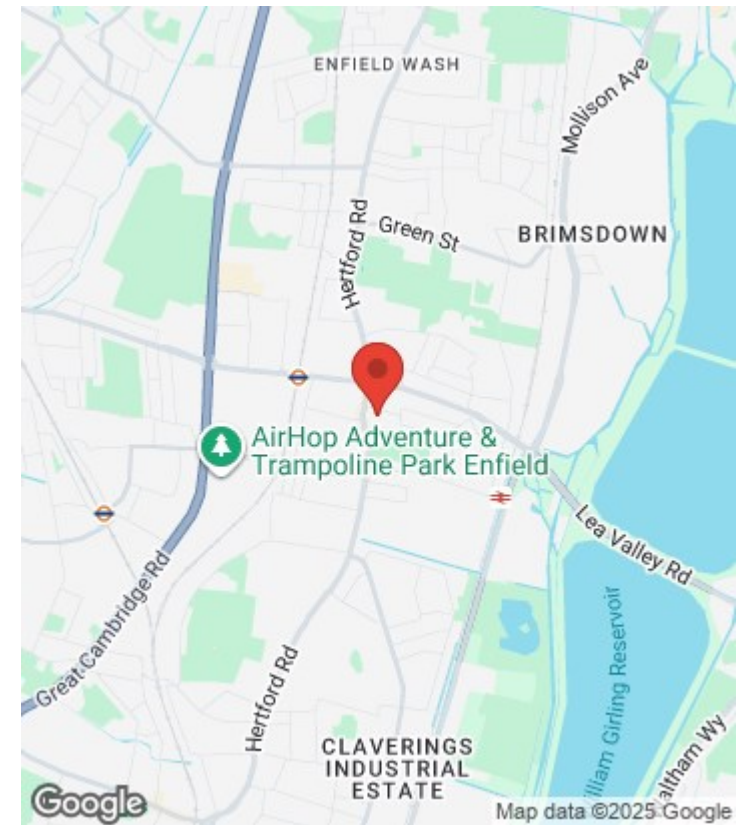 ENFIELD WASH
Mollison Ave
Hertford Rd
Green St
BRIMSDOWN
AirHop Adventure &
Trampoline Park Enfield
Lea Valley Rd
Great Cambridge Rd
Hertford Rd
Girling Reservoir
CLAVERINGS
INDUSTRIAL
ESTATE
Wy
Google
Map data ©2025 Google